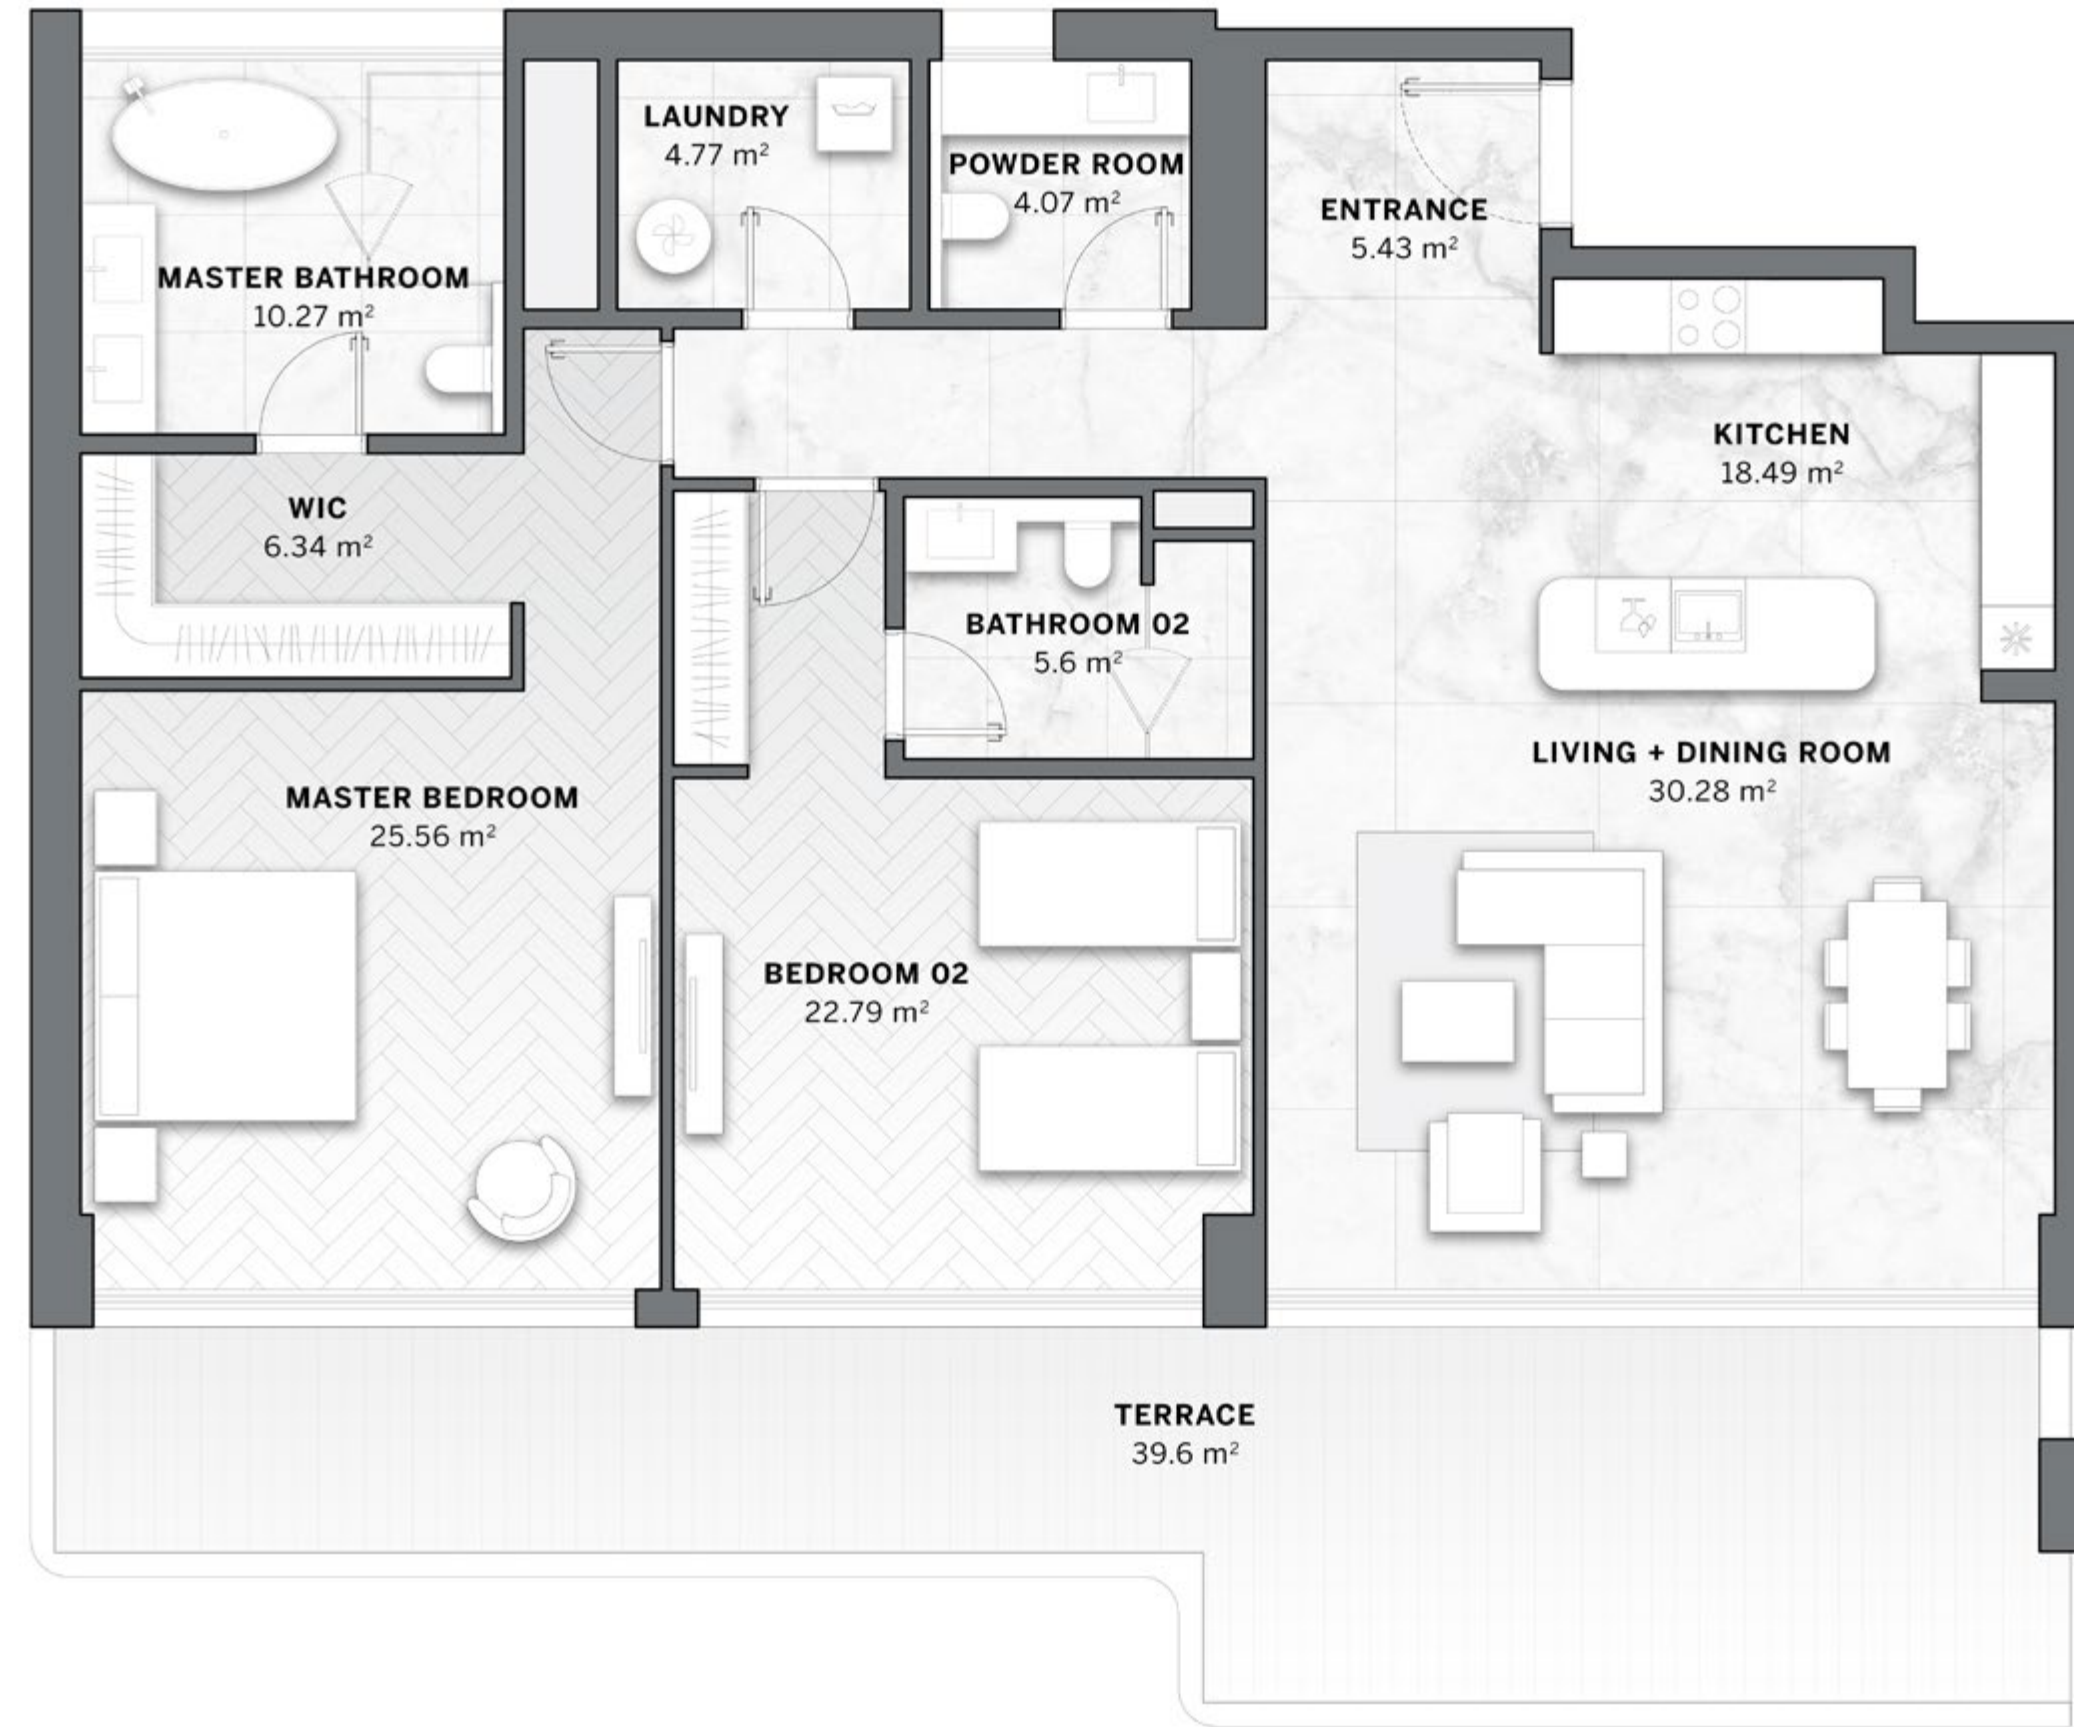 LAUNDRY
4.77 m²
POWDER ROOM
4.07 m²
ENTRANCE
5.43 m²
MASTER BATHROOM
10.27 m²
KITCHEN
18.49 m²
WIC
6.34 m²
BATHROOM 02
5.6 m²
LIVING + DINING ROOM
30.28 m²
MASTER BEDROOM
25.56 m²
BEDROOM 02
22.79 m²
TERRACE
39.6 m²